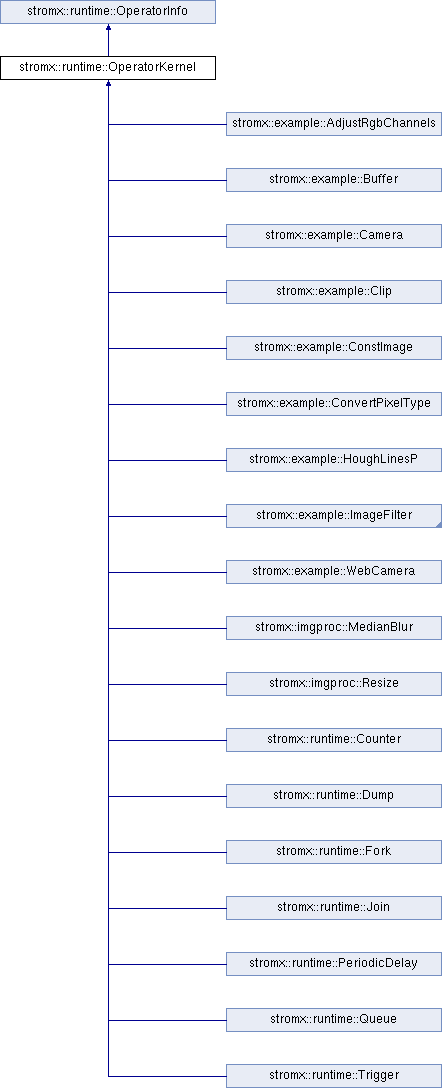 stromx::runtime::OperatorInfo
stromx::runtime::OperatorKernel
stromx::example::AdjustRgbChannels
stromx::example::Buffer
stromx::example::Camera
stromx::example::Clip
stromx::example::ConstImage
stromx::example::ConvertPixelType
stromx::example::HoughLinesP
stromx::example::ImageFilter
stromx::example::WebCamera
stromx::imgproc::MedianBlur
stromx::imgproc::Resize
stromx::runtime::Counter
stromx::runtime::Dump
stromx::runtime::Fork
stromx::runtime::Join
stromx::runtime::PeriodicDelay
stromx::runtime::Queue
stromx::runtime::Trigger